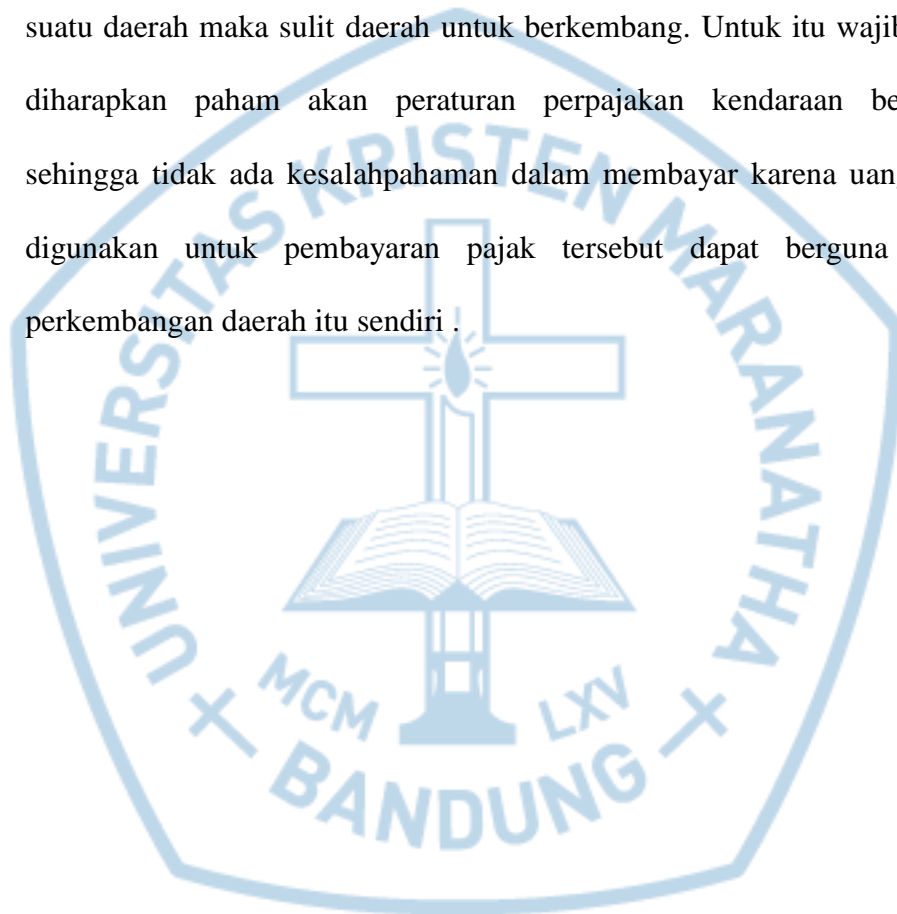 suatu daerah maka sulit daerah untuk berkembang. Untuk itu wajib
diharapkan paham akan peraturan perpajakan kendaraan be
sehingga tidak ada kesalahpahaman dalam membayar karena uang
digunakan untuk pembayaran pajak tersebut dapat berguna
perkembangan daerah itu sendiri .
UNIVERSITAS KRISTEN MARANATHA
MCM LXV
BANDUNG